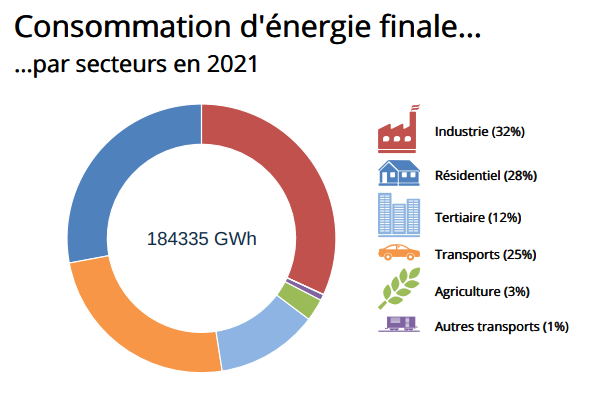 Consommation d'énergie finale...
...par secteurs en 2021
184335 GWh
Industrie (32%)
Résidentiel (28%)
Tertiaire (12%)
Transports (25%)
Agriculture (3%)
Autres transports (1%)